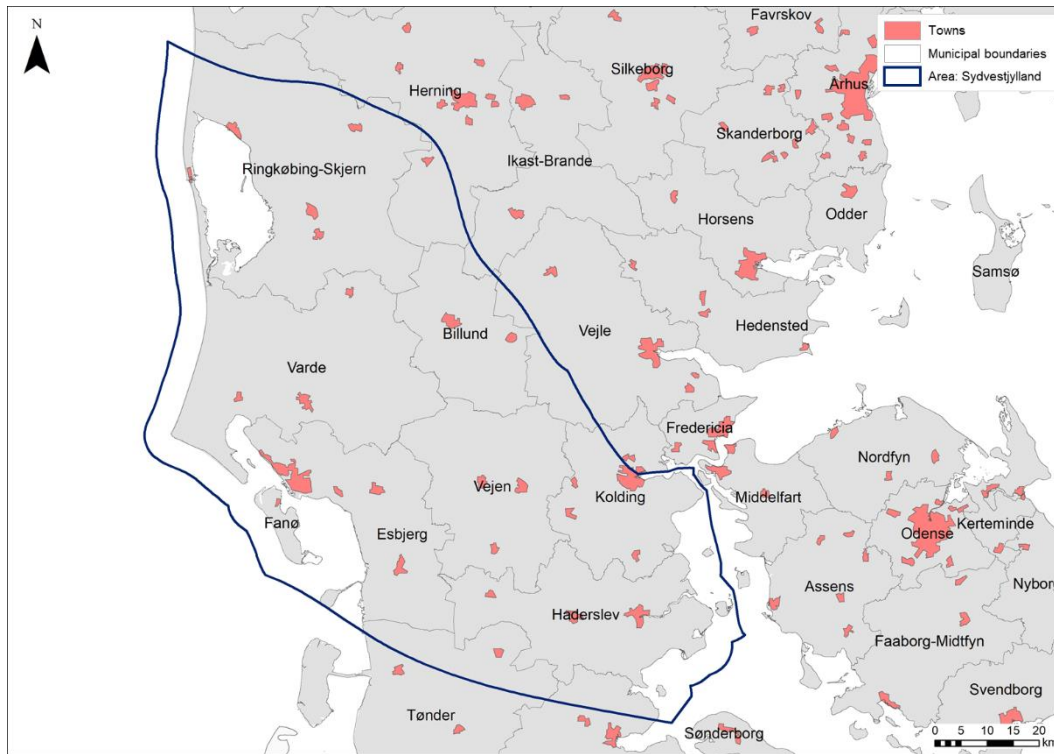 N
Favrskov
Towns
Municipal boundaries
Area: Sydvestjylland
Silkeborg
Århus
Herning
Skanderborg
Ringkøbing-Skjern
Ikast-Brande
Horsens
Odder
Samsø
Hedensted
Billund
Vejle
Varde
Fredericia
Nordfyn
Vejen
Kolding
Middelfart
Kerteminde
Fanø
Esbjerg
Odense
Assens
Nybor
Haderslev
Faaborg-Midtfyn
Svendborg
Tønder
Sønderborg
0 5 10 15 20